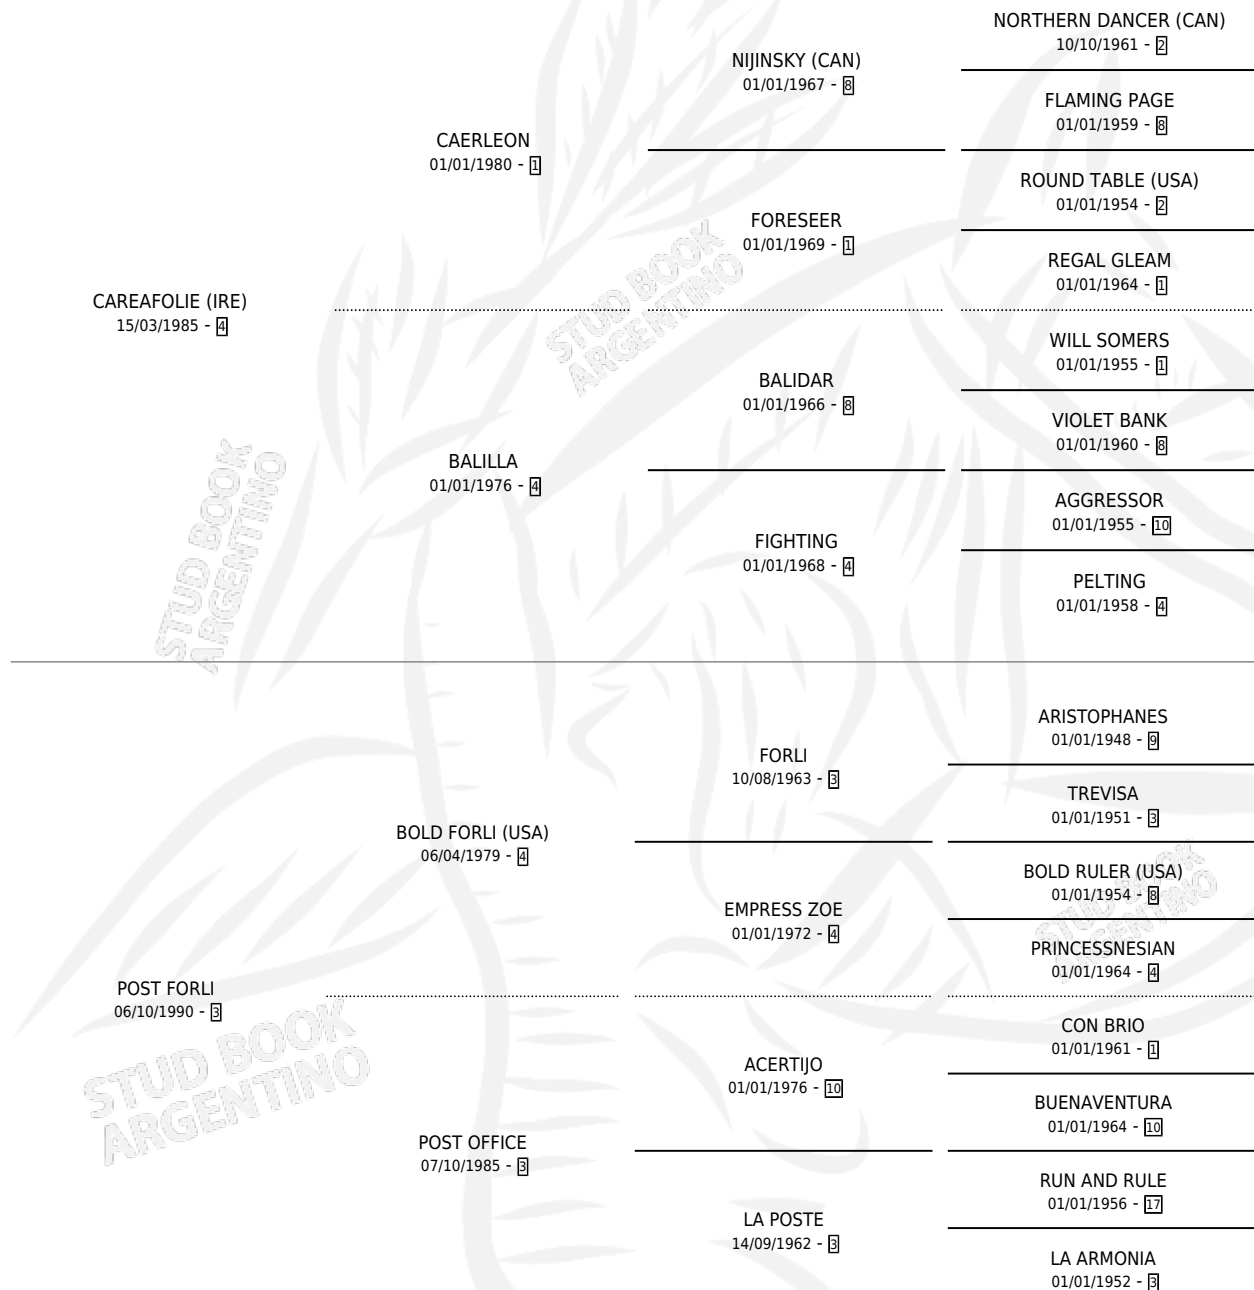 NORTHERN DANCER (CAN)
10/10/1961 - 2
NIJINSKY (CAN)
01/01/1967 - 8
FLAMING PAGE
01/01/1959 - 8
CAERLEON
01/01/1980 - 1
ROUND TABLE (USA)
01/01/1954 - 2
FORESEER
01/01/1969 - 1
REGAL GLEAM
01/01/1964 - 1
CAREAFOLIE (IRE)
15/03/1985 - 4
WILL SOMERS
01/01/1955 - 1
BALIDAR
01/01/1966 - 8
VIOLET BANK
01/01/1960 - 8
BALILLA
01/01/1976 - 4
AGGRESSOR
01/01/1955 - 10
FIGHTING
01/01/1968 - 4
PELTING
01/01/1958 - 4
ARISTOPHANES
01/01/1948 - 9
FORLI
10/08/1963 - 3
TREVISA
01/01/1951 - 3
BOLD FORLI (USA)
06/04/1979 - 4
BOLD RULER (USA)
01/01/1954 - 8
EMPRESS ZOE
01/01/1972 - 4
PRINCESSNESIAN
01/01/1964 - 4
POST FORLI
06/10/1990 - 3
CON BRIO
01/01/1961 - 1
ACERTIJO
01/01/1976 - 10
BUENAVENTURA
01/01/1964 - 10
POST OFFICE
07/10/1985 - 3
RUN AND RULE
01/01/1956 - 17
LA POSTE
14/09/1962 - 3
LA ARMONIA
01/01/1952 - 3
STUD BOOK
ARGENTINO
STUD BOOK
ARGENTINO
STUD BOOK
ARGENTINO
STUD BOOK
ARGENTINO